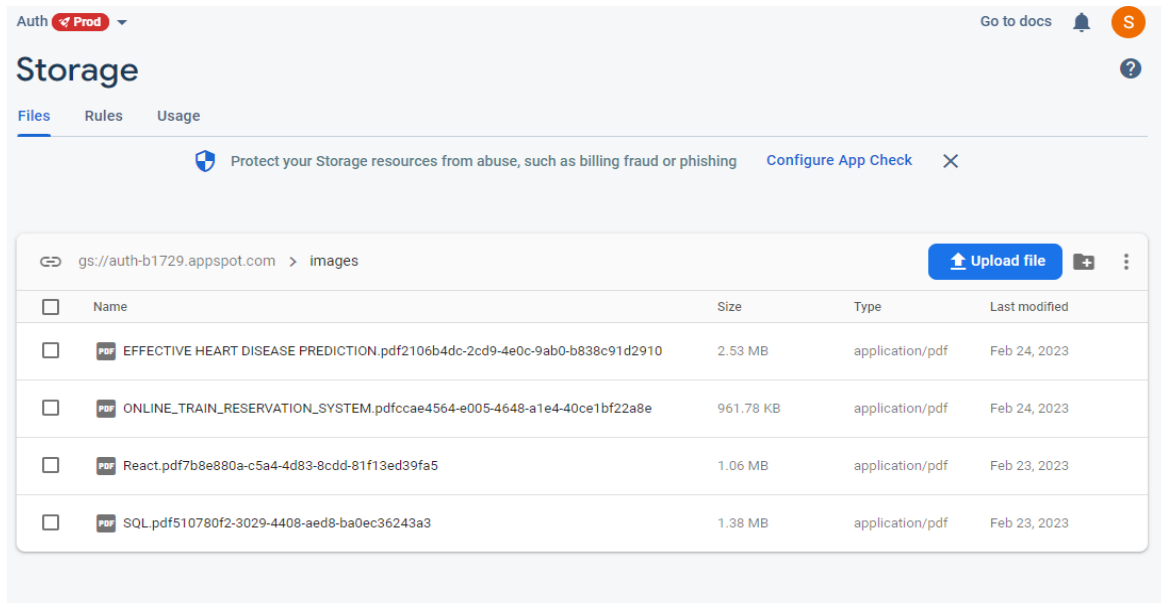 Auth Prod Go to docs S
Storage ?
Files Rules Usage
Protect your Storage resources from abuse, such as billing fraud or phishing Configure App Check
gs://auth-b1729.appspot.com > images Upload file
Name Size Type Last modified
PDF EFFECTIVE HEART DISEASE PREDICTION.pdf2106b4dc-2cd9-4e0c-9ab0-b838c91d2910 2.53 MB application/pdf Feb 24, 2023
PDF ONLINE_TRAIN_RESERVATION_SYSTEM.pdfccae4564-e005-4648-a1e4-40ce1bf22a8e 961.78 KB application/pdf Feb 24, 2023
PDF React.pdf7b8e880a-c5a4-4d83-8cdd-81f13ed39fa5 1.06 MB application/pdf Feb 23, 2023
PDF SQL.pdf510780f2-3029-4408-aed8-ba0ec36243a3 1.38 MB application/pdf Feb 23, 2023